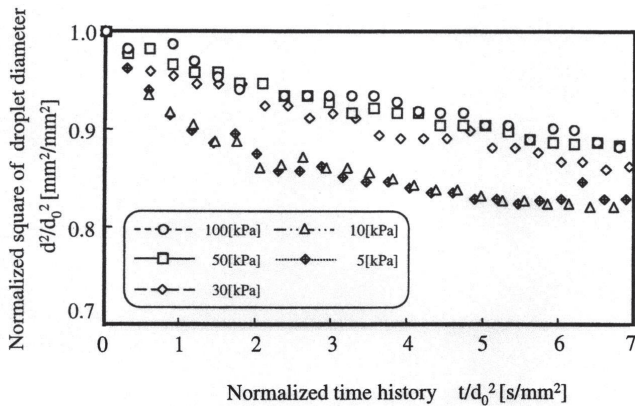 Normalized square of droplet diameter
d²/d₀² [mm²/mm²]
1.0
0.9
0.8
0.7
100[kPa]
10[kPa]
50[kPa]
5[kPa]
30[kPa]
0 1 2 3 4 5 6 7
Normalized time history t/d₀² [s/mm²]